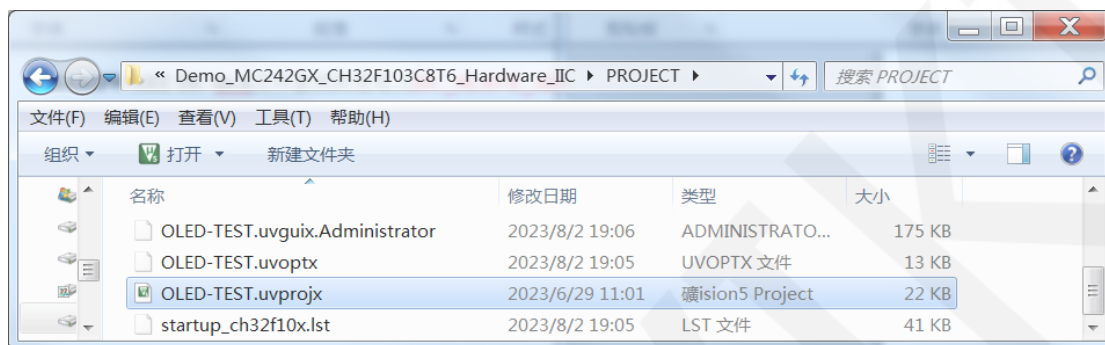 « Demo_MC242GX_CH32F103C8T6_Hardware_IIC ▸ PROJECT ▸ 搜索 PROJECT
文件(F) 编辑(E) 查看(V) 工具(T) 帮助(H)
组织 打开 新建文件夹
名称 修改日期 类型 大小
OLED-TEST.uvguix.Administrator 2023/8/2 19:06 ADMINISTRATO... 175 KB
OLED-TEST.uvoptx 2023/8/2 19:05 UVOPTX 文件 13 KB
OLED-TEST.uvprojx 2023/6/29 11:01 礦ision5 Project 22 KB
startup_ch32f10x.lst 2023/8/2 19:05 LST 文件 41 KB